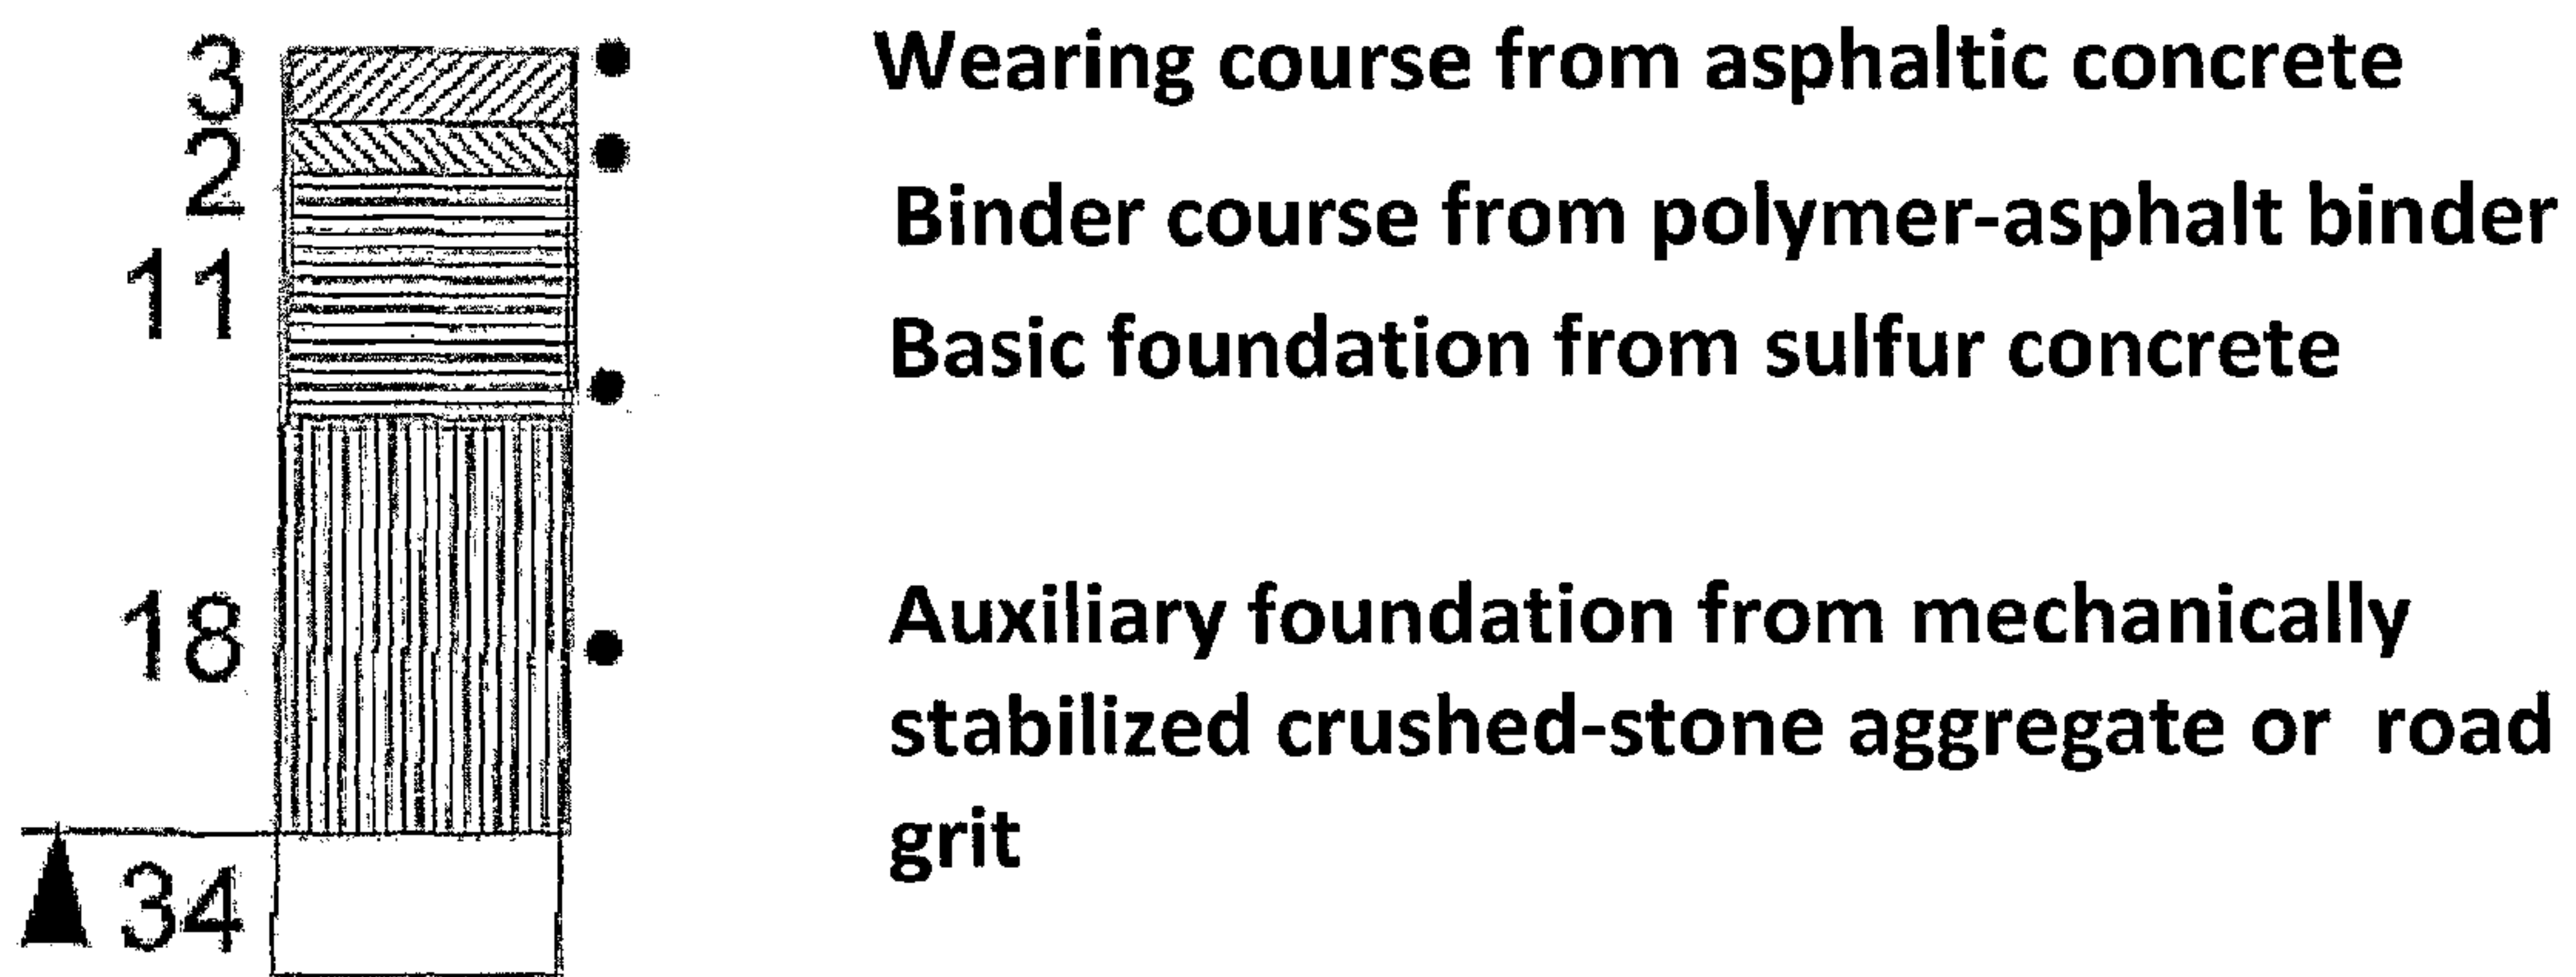 3 Wearing course from asphaltic concrete
2 Binder course from polymer-asphalt binder
11 Basic foundation from sulfur concrete
18 Auxiliary foundation from mechanically
stabilized crushed-stone aggregate or road
grit
34